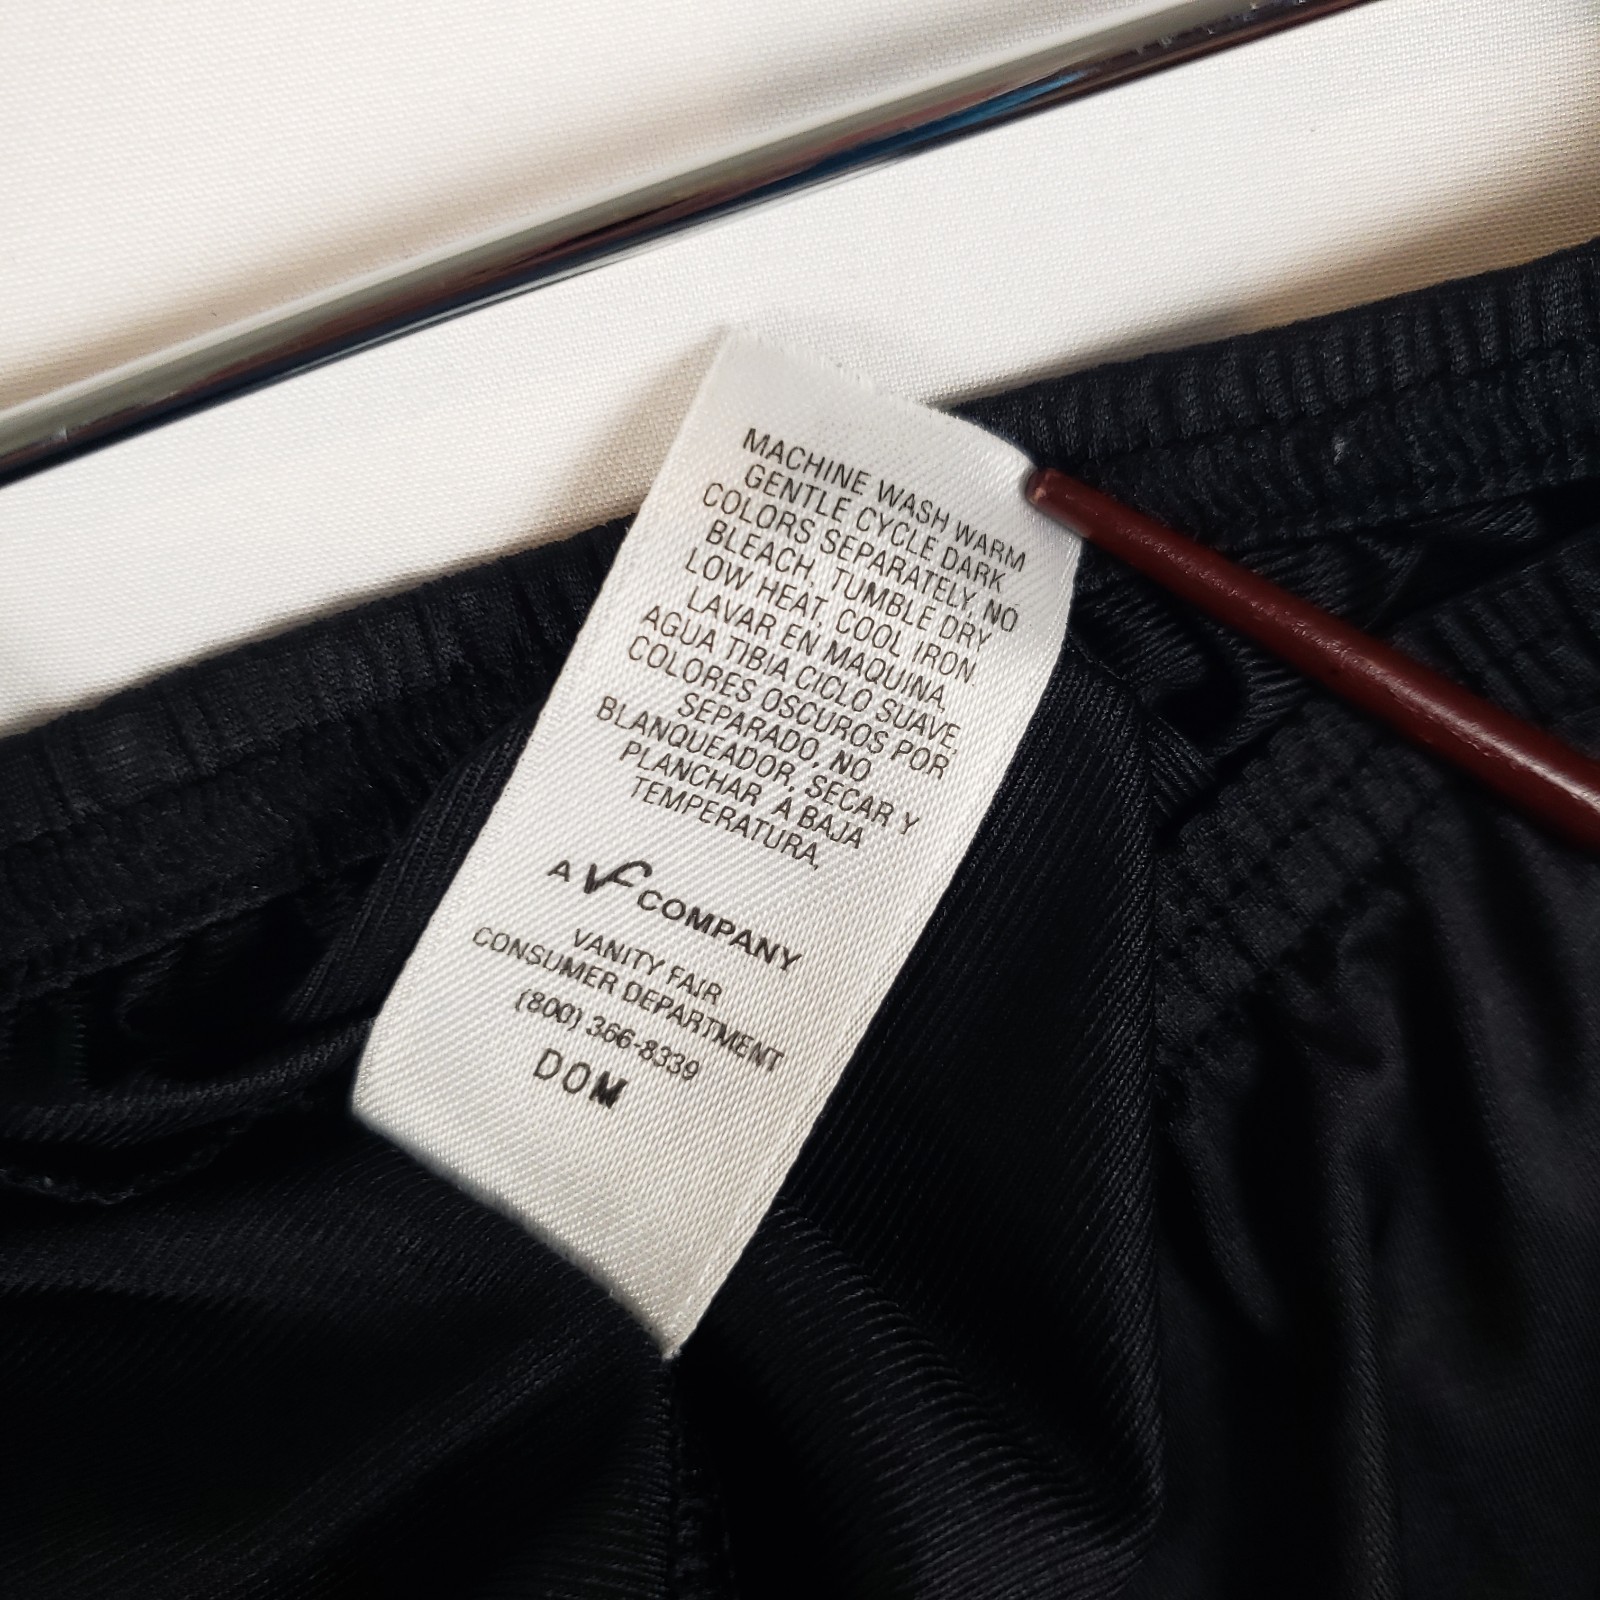 MACHINE WASH WARM
GENTLE CYCLE DARK
COLORS SEPARATELY, NO
BLEACH, TUMBLE DRY
LOW HEAT, COOL IRON.
LAVAR EN MAQUINA,
AGUA TIBIA CICLO SUAVE,
COLORES OSCUROS POR
SEPARADO, NO
BLANQUEADOR, SECAR Y
PLANCHAR A BAJA
TEMPERATURA,
A VF COMPANY
VANITY FAIR
CONSUMER DEPARTMENT
(800) 366-8339
DOM